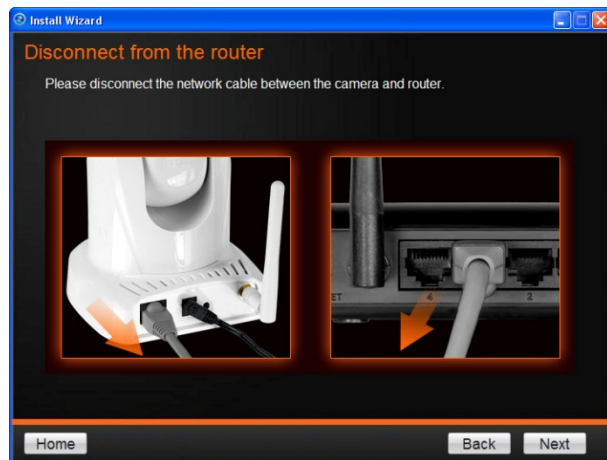 Install Wizard
Disconnect from the router
Please disconnect the network cable between the camera and router.
ET
4
2
Home
Back
Next